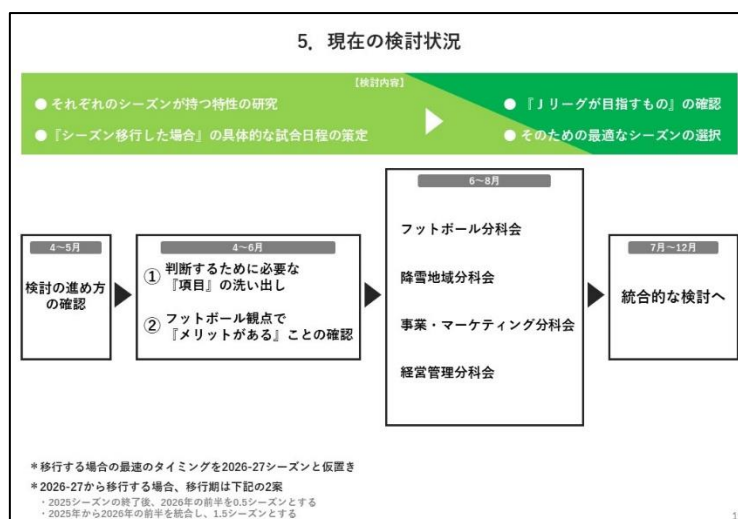 5．現在の検討状況
【検討内容】
● それぞれのシーズンが持つ特性の研究
● 『シーズン移行した場合』の具体的な試合日程の策定
● 『Ｊリーグが目指すもの』の確認
● そのための最適なシーズンの選択
4～5月
検討の進め方
の確認
4～6月
① 判断するために必要な
『項目』の洗い出し
② フットボール観点で
『メリットがある』ことの確認
6～8月
フットボール分科会
降雪地域分科会
事業・マーケティング分科会
経営管理分科会
7月～12月
統合的な検討へ
＊移行する場合の最速のタイミングを2026-27シーズンと仮置き
＊2026-27から移行する場合、移行期は下記の2案
・2025シーズンの終了後、2026年の前半を0.5シーズンとする
・2025年から2026年の前半を統合し、1.5シーズンとする